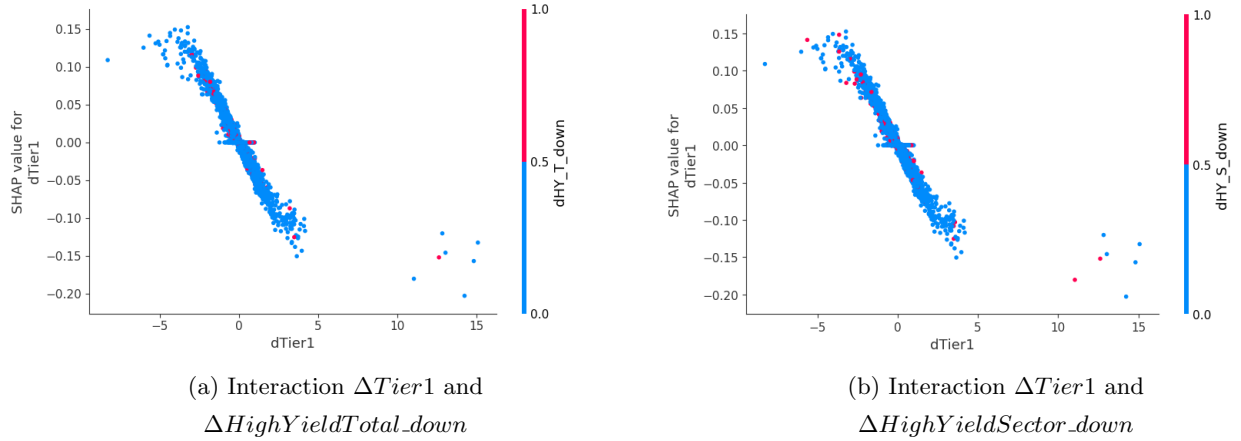 0.15
0.10
0.05
0.00
−0.05
−0.10
−0.15
−0.20
SHAP value for
dTier1
−5
0
5
10
15
dTier1
1.0
0.5
0.0
dHY_T_down
(a) Interaction ΔTier1 and
ΔHighYieldTotal_down
0.15
0.10
0.05
0.00
−0.05
−0.10
−0.15
−0.20
SHAP value for
dTier1
−5
0
5
10
15
dTier1
1.0
0.5
0.0
dHY_S_down
(b) Interaction ΔTier1 and
ΔHighYieldSector_down